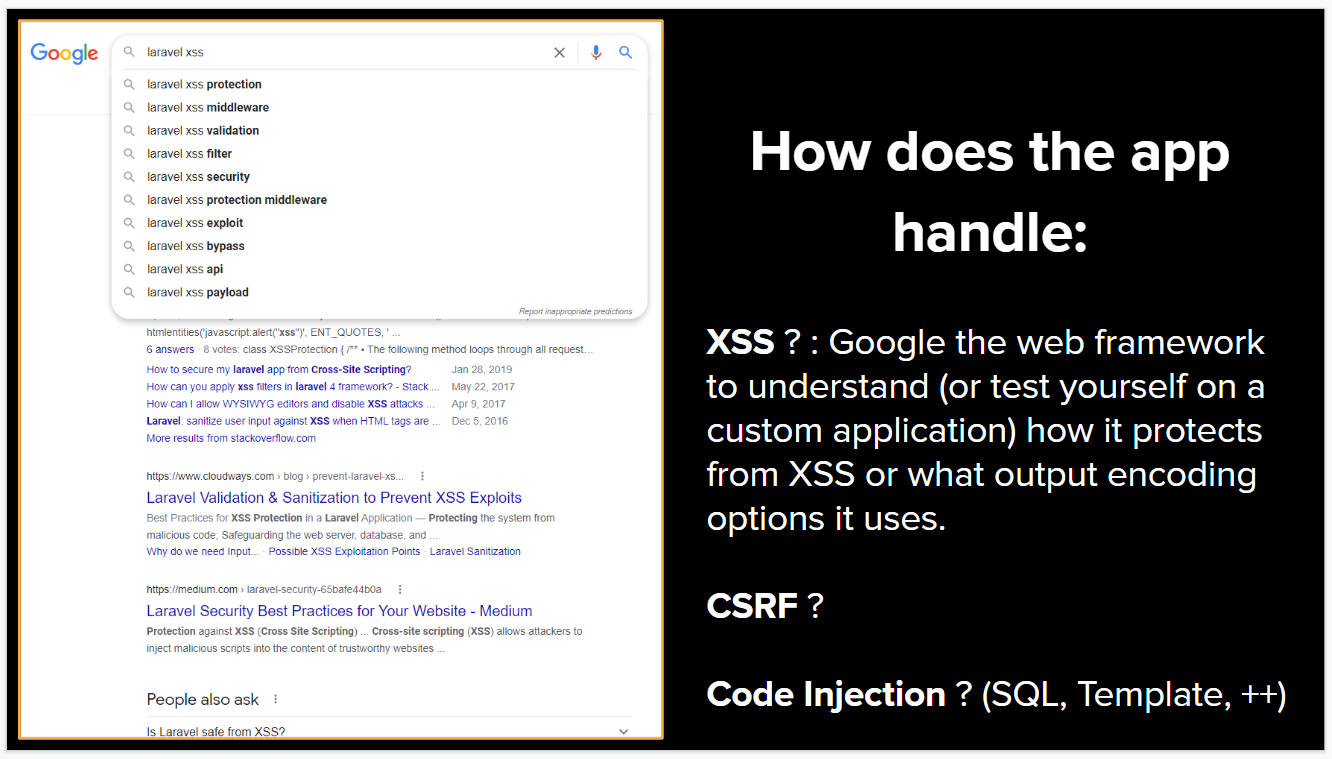 Google
laravel xss
laravel xss protection
laravel xss middleware
laravel xss validation
laravel xss filter
laravel xss security
laravel xss protection middleware
laravel xss exploit
laravel xss bypass
laravel xss api
laravel xss payload
Report inappropriate predictions
htmlentities('javascript:alert("xss")', ENT_QUOTES, ' ...
6 answers · 8 votes: class XSSProtection { /** • The following method loops through all request…
How to secure my laravel app from Cross-Site Scripting? Jan 28, 2019
How can you apply xss filters in laravel 4 framework? - Stack ... May 22, 2017
How can I allow WYSIWYG editors and disable XSS attacks ... Apr 9, 2017
Laravel: sanitize user input against XSS when HTML tags are ... Dec 5, 2016
More results from stackoverflow.com
https://www.cloudways.com › blog › prevent-laravel-xs...
Laravel Validation & Sanitization to Prevent XSS Exploits
Best Practices for XSS Protection in a Laravel Application — Protecting the system from
malicious code; Safeguarding the web server, database, and ...
Why do we need Input... · Possible XSS Exploitation Points · Laravel Sanitization
https://medium.com › laravel-security-65bafe44b0a
Laravel Security Best Practices for Your Website - Medium
Protection against XSS (Cross Site Scripting) ... Cross-site scripting (XSS) allows attackers to
inject malicious scripts into the content of trustworthy websites ...
People also ask
Is Laravel safe from XSS?
How does the app
handle:
XSS ? : Google the web framework
to understand (or test yourself on a
custom application) how it protects
from XSS or what output encoding
options it uses.
CSRF ?
Code Injection ? (SQL, Template, ++)